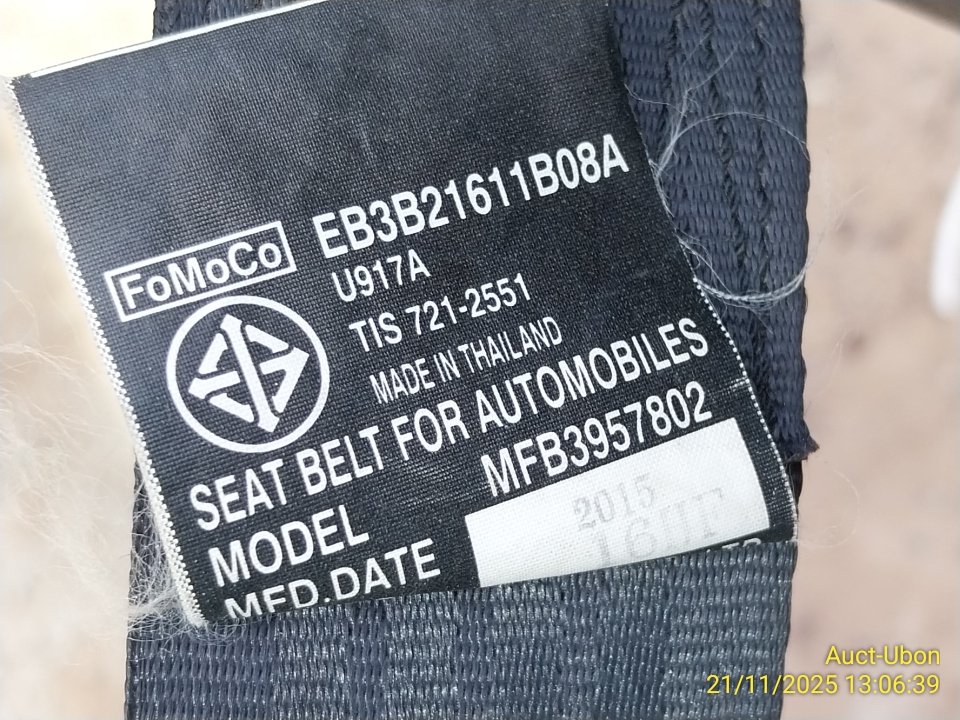 EB3B21611B08A
FoMoCo
U917A
TIS 721-2551
MADE IN THAILAND
SEAT BELT FOR AUTOMOBILES
MODEL MFB3957802
MFD.DATE 2015
Auct-Ubon
21/11/2025 13:06:39